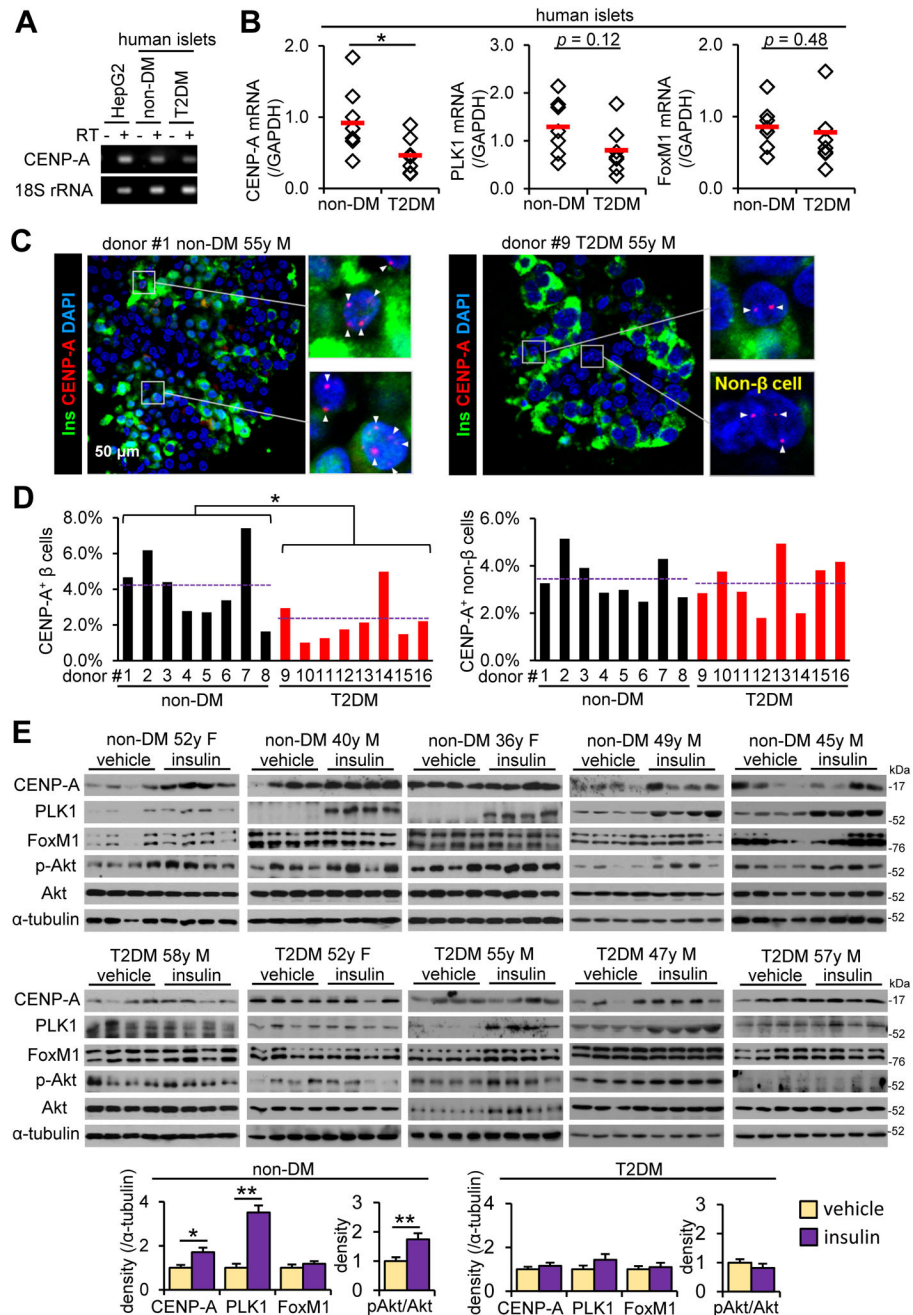 A
human islets
HepG2
non-DM
T2DM
RT - + - + - +
CENP-A
18S rRNA
B
human islets
CENP-A mRNA
(/GAPDH)
2.0
1.0
0.0
*
non-DM T2DM
PLK1 mRNA
(/GAPDH)
3.0
2.0
1.0
0.0
p = 0.12
non-DM T2DM
FoxM1 mRNA
(/GAPDH)
2.0
1.0
0.0
p = 0.48
non-DM T2DM
C
donor #1 non-DM 55y M
Ins CENP-A DAPI
50 µm
donor #9 T2DM 55y M
Ins CENP-A DAPI
Non-β cell
D
CENP-A⁺ β cells
8.0%
6.0%
4.0%
2.0%
0.0%
*
donor #1 2 3 4 5 6 7 8 9 10 11 12 13 14 15 16
non-DM T2DM
CENP-A⁺ non-β cells
6.0%
4.0%
2.0%
0.0%
donor #1 2 3 4 5 6 7 8 9 10 11 12 13 14 15 16
non-DM T2DM
E
non-DM 52y F non-DM 40y M non-DM 36y F non-DM 49y M non-DM 45y M
vehicle insulin vehicle insulin vehicle insulin vehicle insulin vehicle insulin
kDa
CENP-A -17
PLK1 -52
FoxM1 -76
p-Akt -52
Akt -52
α-tubulin -52
T2DM 58y M T2DM 52y F T2DM 55y M T2DM 47y M T2DM 57y M
vehicle insulin vehicle insulin vehicle insulin vehicle insulin vehicle insulin
kDa
CENP-A -17
PLK1 -52
FoxM1 -76
p-Akt -52
Akt -52
α-tubulin -52
non-DM
density (/α-tubulin)
4
2
0
* **
CENP-A PLK1 FoxM1
density
3
2
1
0
**
pAkt/Akt
T2DM
density (/α-tubulin)
4
2
0
CENP-A PLK1 FoxM1
density
3
2
1
0
pAkt/Akt
vehicle
insulin